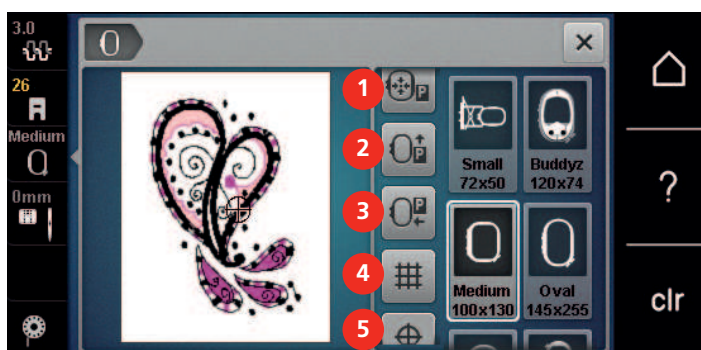 3.0
26
Medium
0mm
1
P
2
P
3
P
4
5
Small
72x50
Buddyz
120x74
Medium
100x130
Oval
145x255
?
clr